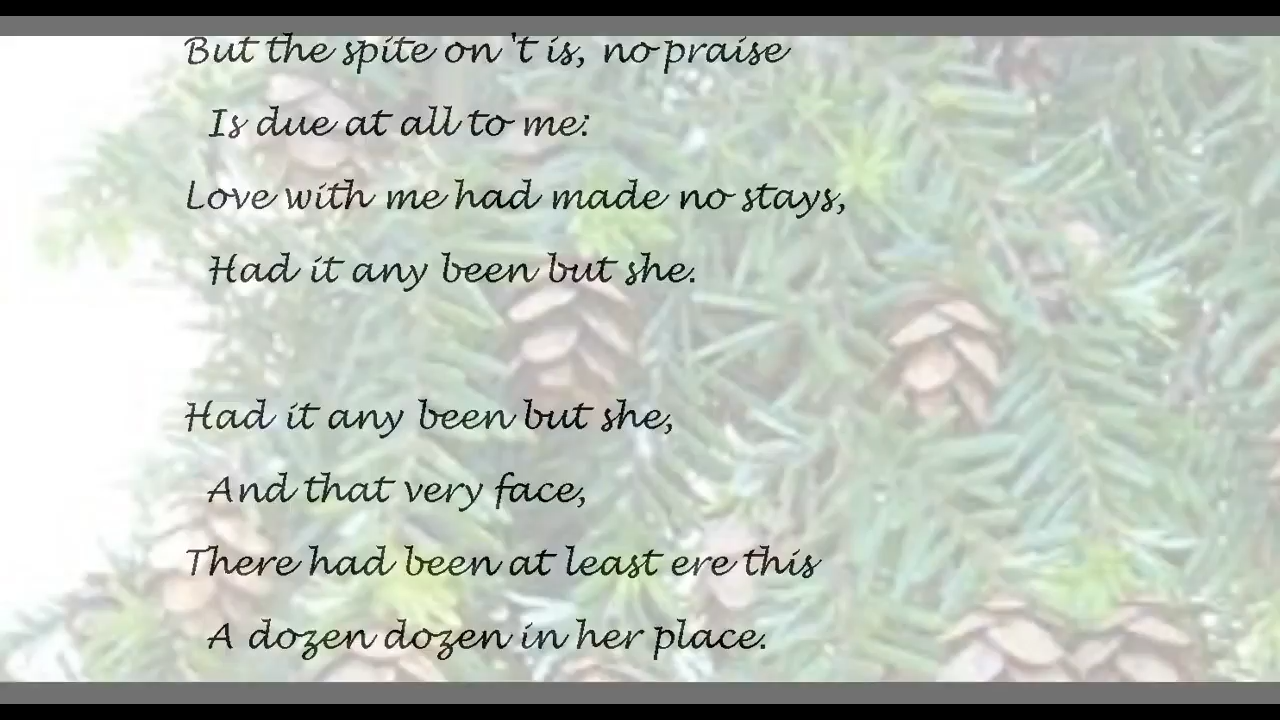 But the spite on 't is, no praise
Is due at all to me:
Love with me had made no stays,
Had it any been but she.
Had it any been but she,
And that very face,
There had been at least ere this
A dozen dozen in her place.